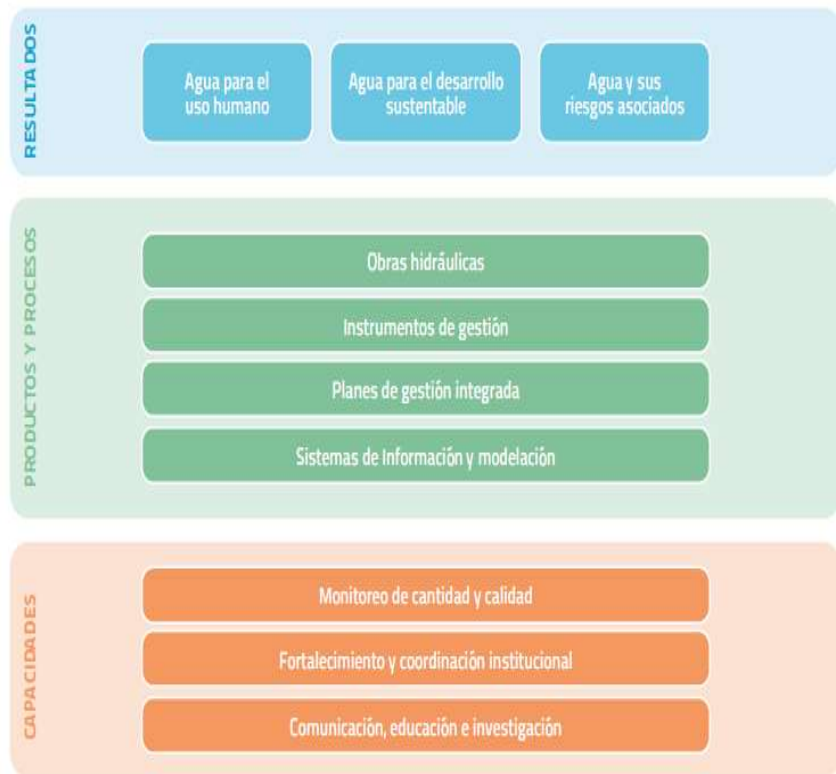 RESULTADOS
Agua para el
uso humano
Agua para el desarrollo
sustentable
Agua y sus
riesgos asociados
PRODUCTOS Y PROCESOS
Obras hidráulicas
Instrumentos de gestión
Planes de gestión integrada
Sistemas de Información y modelación
CAPACIDADES
Monitoreo de cantidad y calidad
Fortalecimiento y coordinación institucional
Comunicación, educación e investigación